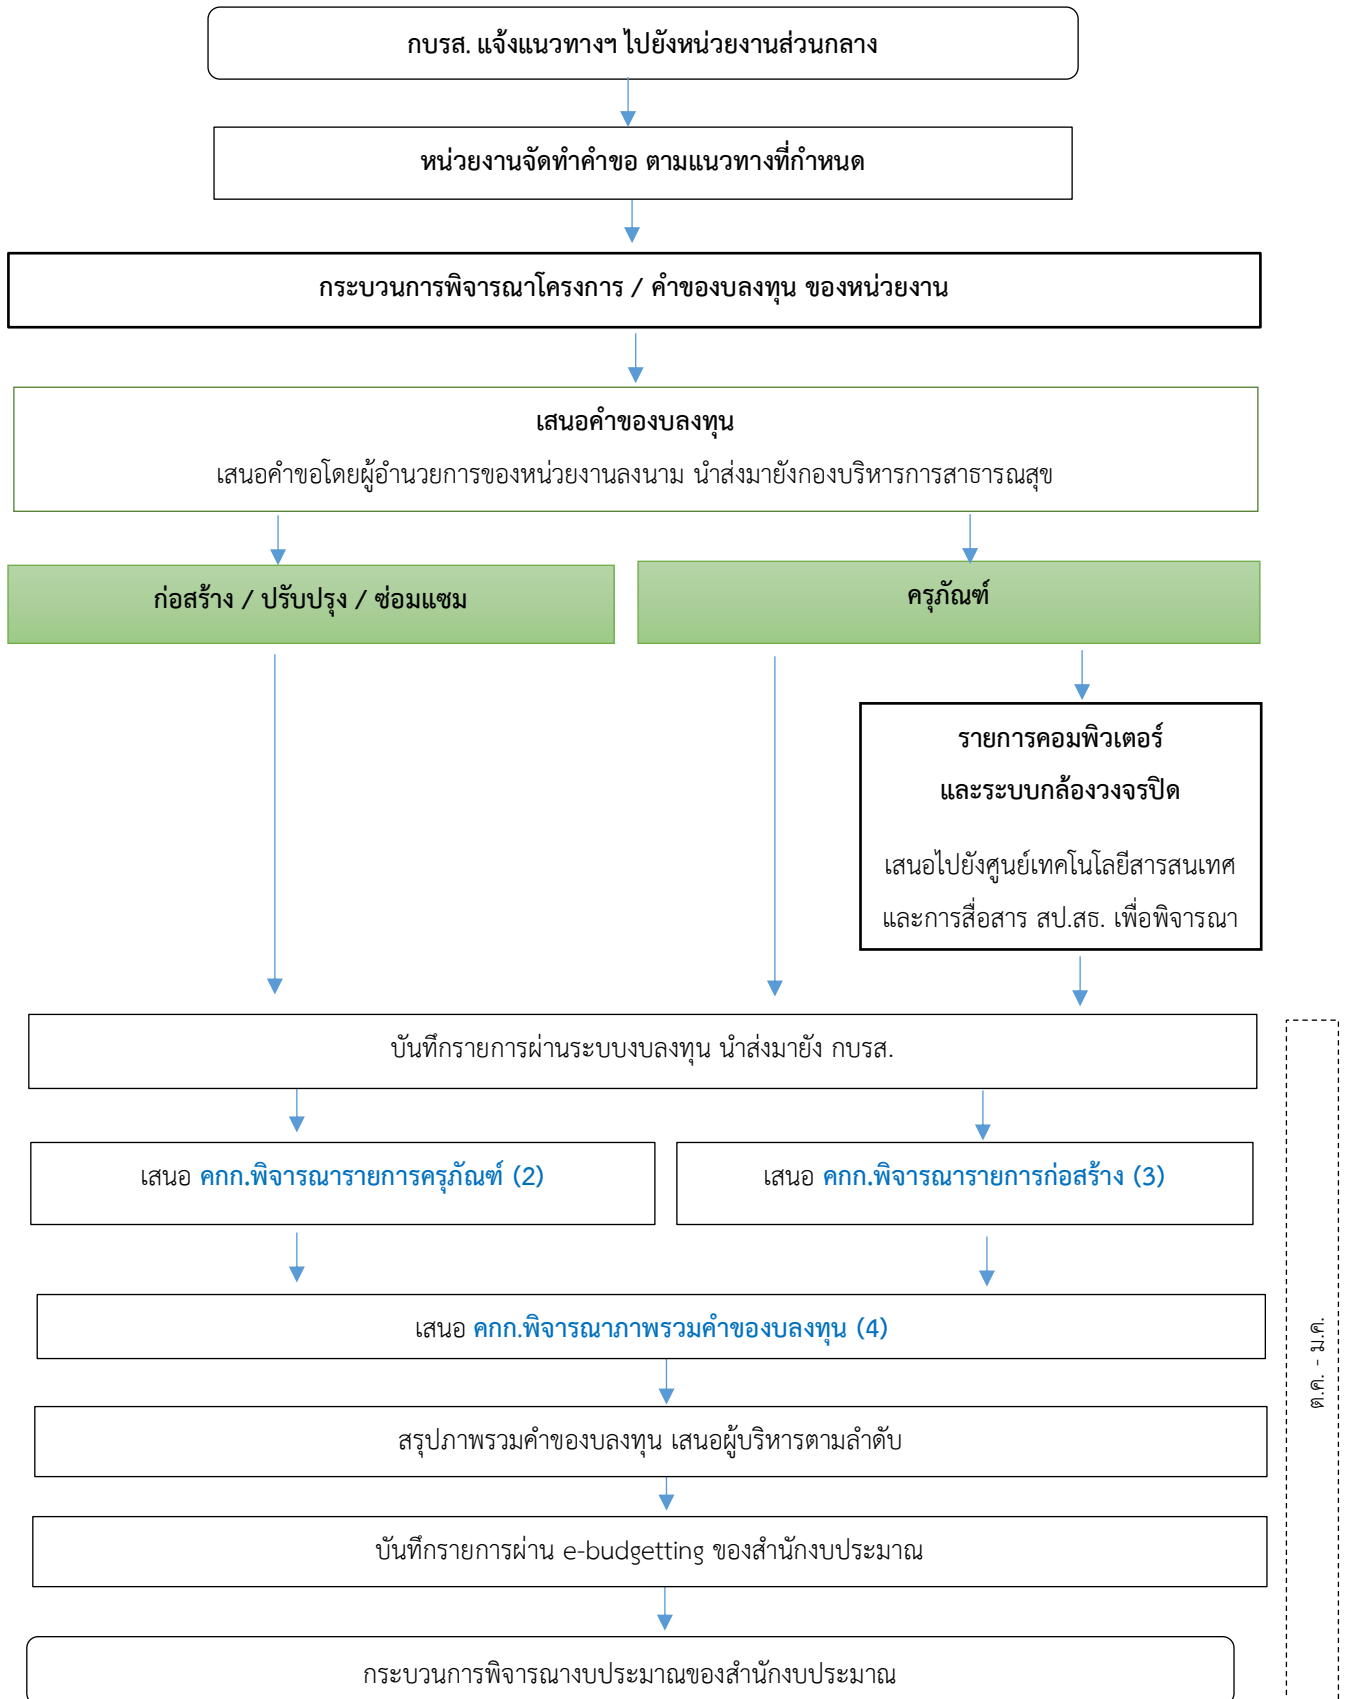 กบรส. แจ้งแนวทางฯ ไปยังหน่วยงานส่วนกลาง
หน่วยงานจัดทำคำขอ ตามแนวทางที่กำหนด
กระบวนการพิจารณาโครงการ / คำของบลงทุน ของหน่วยงาน
เสนอคำของบลงทุน
เสนอคำขอโดยผู้อำนวยการของหน่วยงานลงนาม นำส่งมายังกองบริหารการสาธารณสุข
ก่อสร้าง / ปรับปรุง / ซ่อมแซม
ครุภัณฑ์
รายการคอมพิวเตอร์
และระบบกล้องวงจรปิด
เสนอไปยังศูนย์เทคโนโลยีสารสนเทศ
และการสื่อสาร สป.สธ. เพื่อพิจารณา
บันทึกรายการผ่านระบบงบลงทุน นำส่งมายัง กบรส.
เสนอ คกก.พิจารณารายการครุภัณฑ์ (2)
เสนอ คกก.พิจารณารายการก่อสร้าง (3)
เสนอ คกก.พิจารณาภาพรวมคำของบลงทุน (4)
สรุปภาพรวมคำของบลงทุน เสนอผู้บริหารตามลำดับ
บันทึกรายการผ่าน e-budgetting ของสำนักงบประมาณ
กระบวนการพิจารณางบประมาณของสำนักงบประมาณ
ต.ค. - ม.ค.